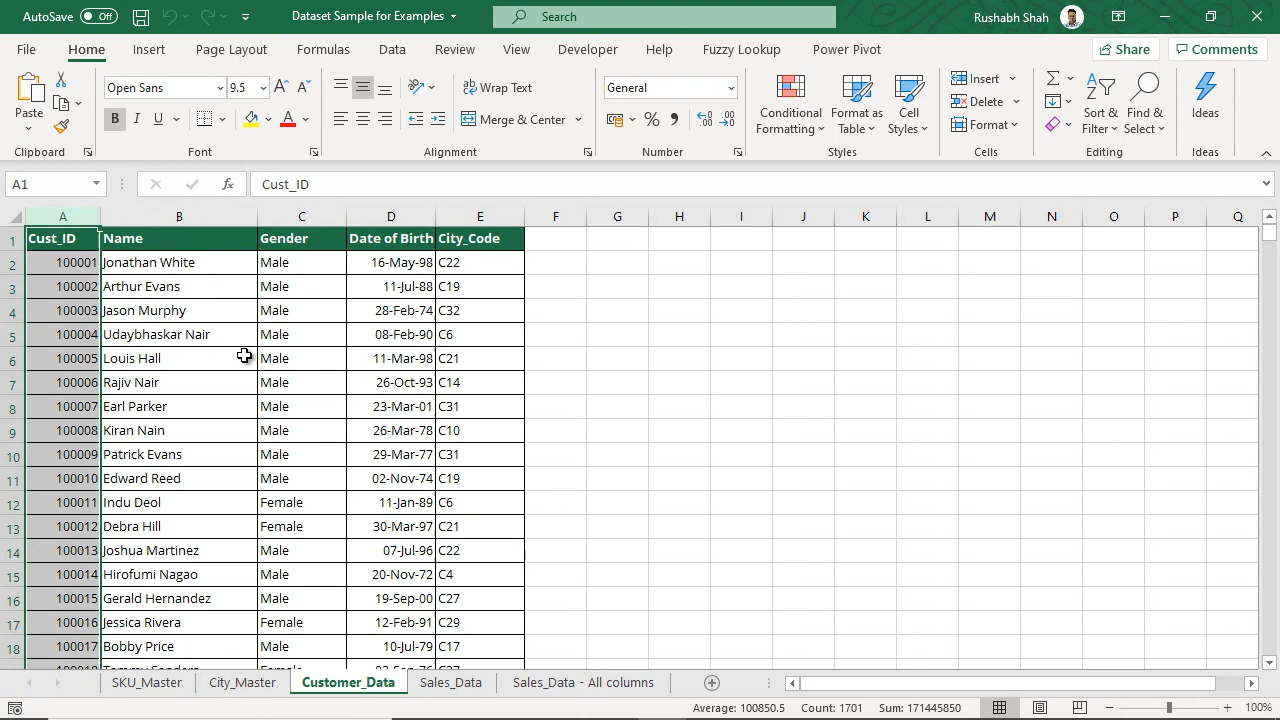 AutoSave Off Dataset Sample for Examples Search Rushabh Shah
File Home Insert Page Layout Formulas Data Review View Developer Help Fuzzy Lookup Power Pivot Share Comments
Paste Open Sans 9.5 Wrap Text General Conditional Formatting Format as Table Cell Styles Insert Sort & Filter Find & Select Ideas
B I U A Merge & Center % Delete
Format
Clipboard Font Alignment Number Styles Cells Editing Ideas
A1 fx Cust_ID
A B C D E F G H I J K L M N O P Q
1 Cust_ID Name Gender Date of Birth City_Code
2 100001 Jonathan White Male 16-May-98 C22
3 100002 Arthur Evans Male 11-Jul-88 C19
4 100003 Jason Murphy Male 28-Feb-74 C32
5 100004 Udaybhaskar Nair Male 08-Feb-90 C6
6 100005 Louis Hall Male 11-Mar-98 C21
7 100006 Rajiv Nair Male 26-Oct-93 C14
8 100007 Earl Parker Male 23-Mar-01 C31
9 100008 Kiran Nain Male 26-Mar-78 C10
10 100009 Patrick Evans Male 29-Mar-77 C31
11 100010 Edward Reed Male 02-Nov-74 C19
12 100011 Indu Deol Female 11-Jan-89 C6
13 100012 Debra Hill Female 30-Mar-97 C21
14 100013 Joshua Martinez Male 07-Jul-96 C22
15 100014 Hirofumi Nagao Male 20-Nov-72 C4
16 100015 Gerald Hernandez Male 19-Sep-00 C27
17 100016 Jessica Rivera Female 12-Feb-91 C29
18 100017 Bobby Price Male 10-Jul-79 C17
SKU_Master City_Master Customer_Data Sales_Data Sales_Data - All columns
Average: 100850.5 Count: 1701 Sum: 171445850 100%